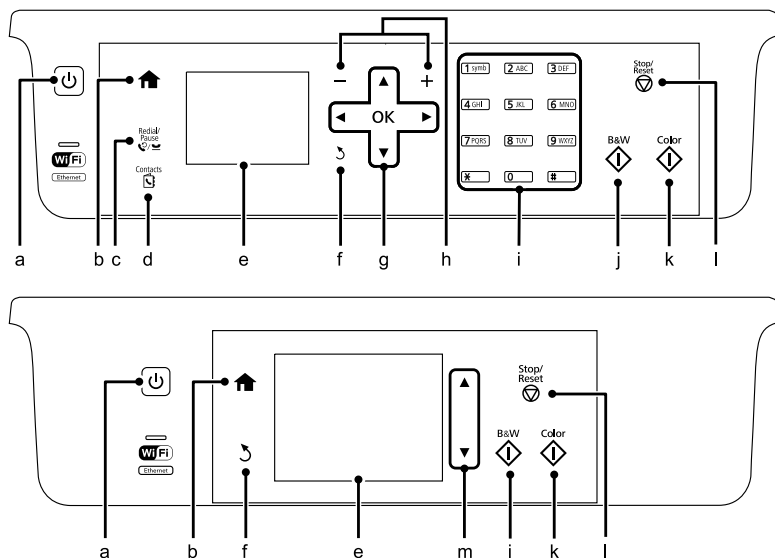 h
a
b
− +
OK
1 symb 2 ABC 3 DEF
4 GHI 5 JKL 6 MNO
7 PQRS 8 TUV 9 WXYZ
* 0 #
Stop/
Reset
l
Redial/
Pause
Wi Fi
Ethernet
Contacts
B&W Color
a b c d e f g h i j k l
a
b
Wi Fi
Ethernet
Stop/
Reset
B&W Color
a b f e m j k l